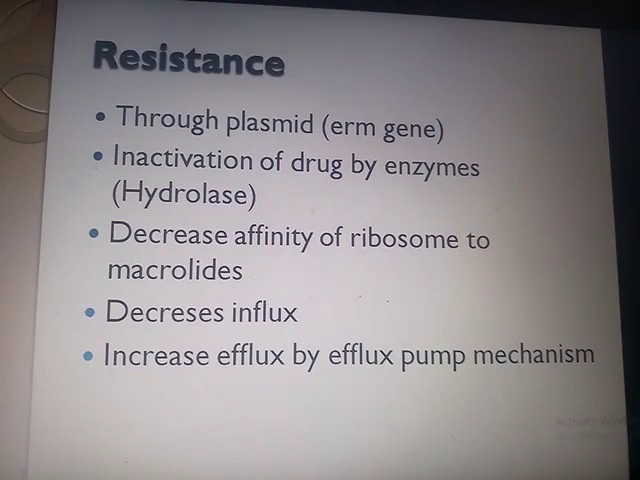 Resistance
• Through plasmid (erm gene)
• Inactivation of drug by enzymes
(Hydrolase)
• Decrease affinity of ribosome to
macrolides
• Decreses influx
• Increase efflux by efflux pump mechanism
Activate